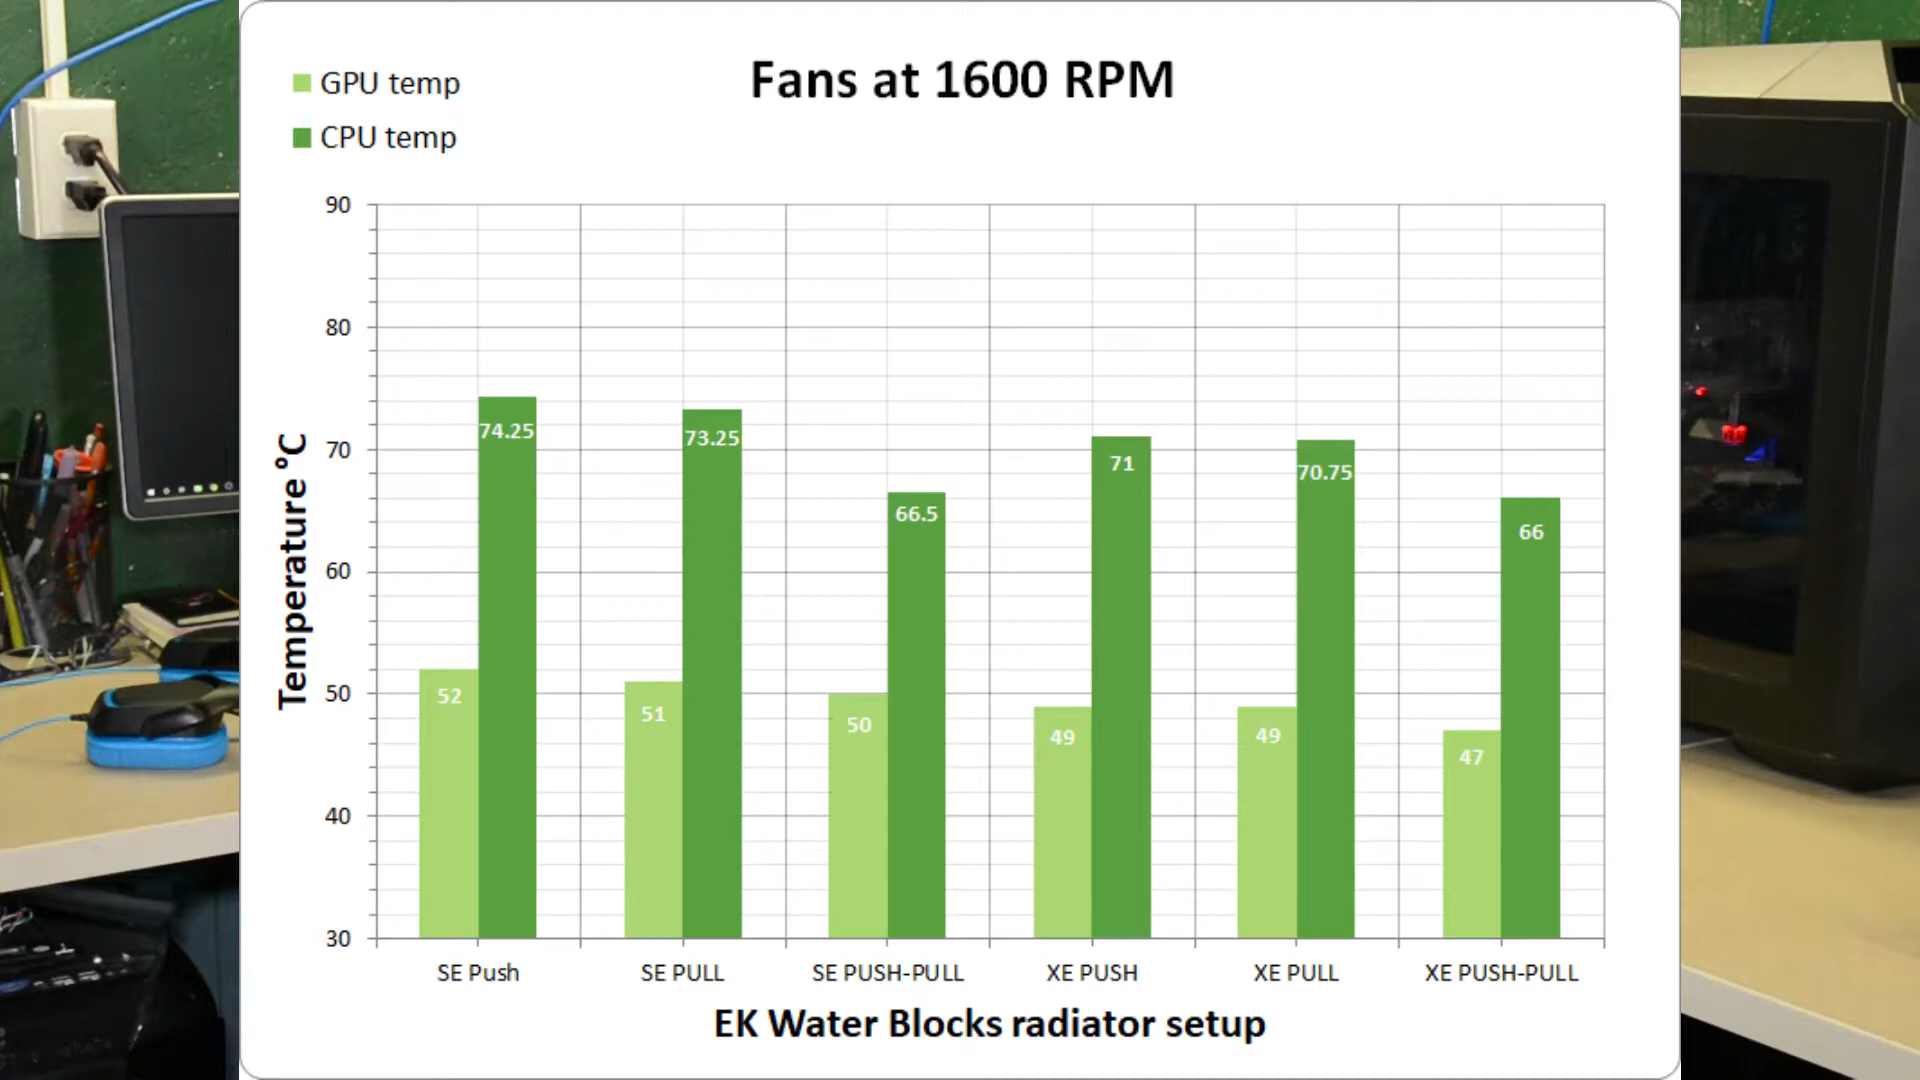 Fans at 1600 RPM
GPU temp
CPU temp
Temperature °C
90
80
70
60
50
40
30
52
74.25
51
73.25
50
66.5
49
71
49
70.75
47
66
SE Push
SE PULL
SE PUSH-PULL
XE PUSH
XE PULL
XE PUSH-PULL
EK Water Blocks radiator setup